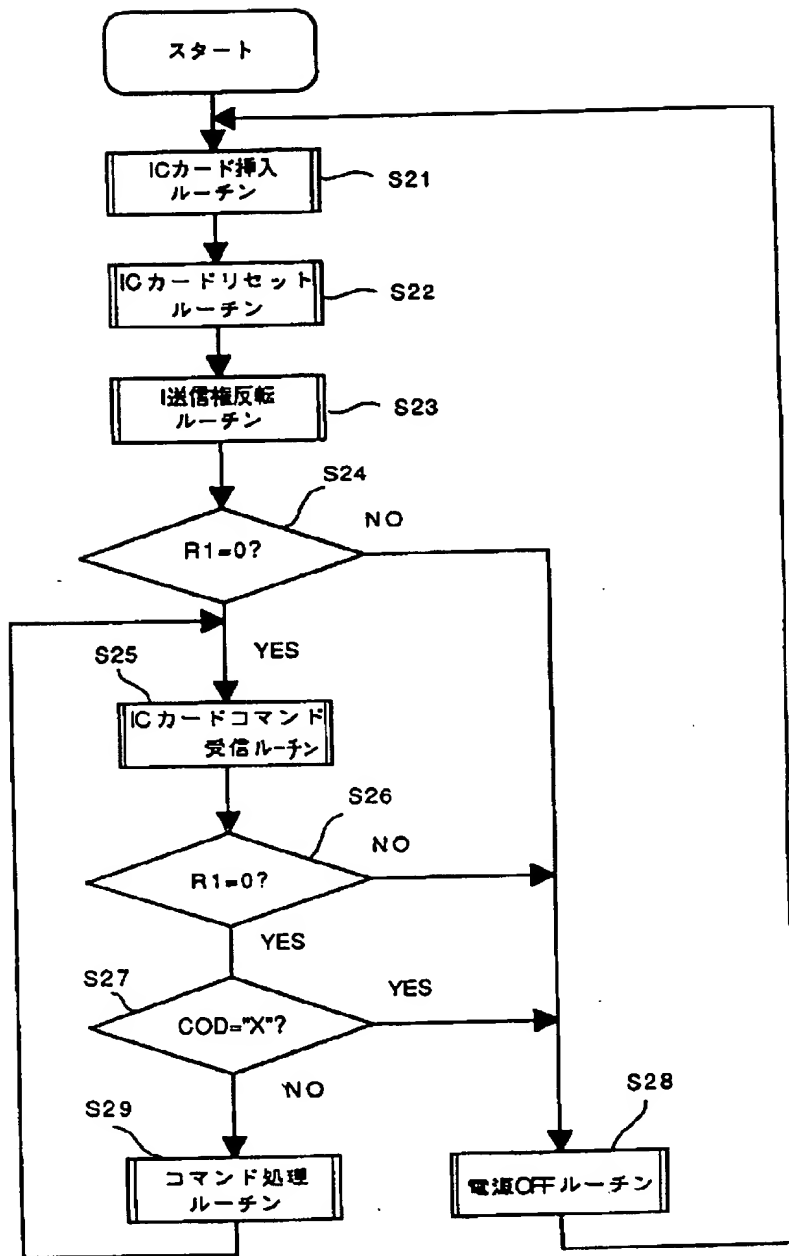 スタート
ICカード挿入
ルーチン
S21
ICカードリセット
ルーチン
S22
I送信権反転
ルーチン
S23
S24
R1=0?
NO
YES
S25
ICカードコマンド
受信ルーチン
S26
R1=0?
NO
YES
S27
COD="X"?
YES
NO
S29
コマンド処理
ルーチン
S28
電源OFFルーチン